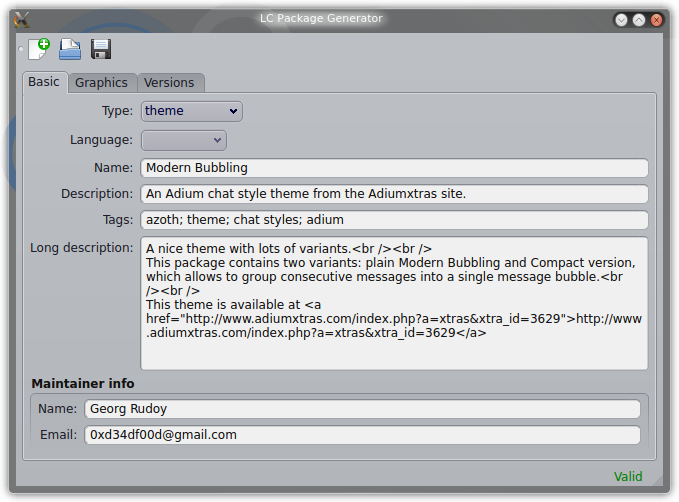 LC Package Generator
Basic Graphics Versions
Type: theme
Language:
Name: Modern Bubbling
Description: An Adium chat style theme from the Adiumxtras site.
Tags: azoth; theme; chat styles; adium
Long description: A nice theme with lots of variants.<br /><br />
This package contains two variants: plain Modern Bubbling and Compact version,
which allows to group consecutive messages into a single message bubble.<br
/><br />
This theme is available at <a
href="http://www.adiumxtras.com/index.php?a=xtras&xtra_id=3629">http://www
.adiumxtras.com/index.php?a=xtras&xtra_id=3629</a>
Maintainer info
Name: Georg Rudoy
Email: 0xd34df00d@gmail.com
Valid